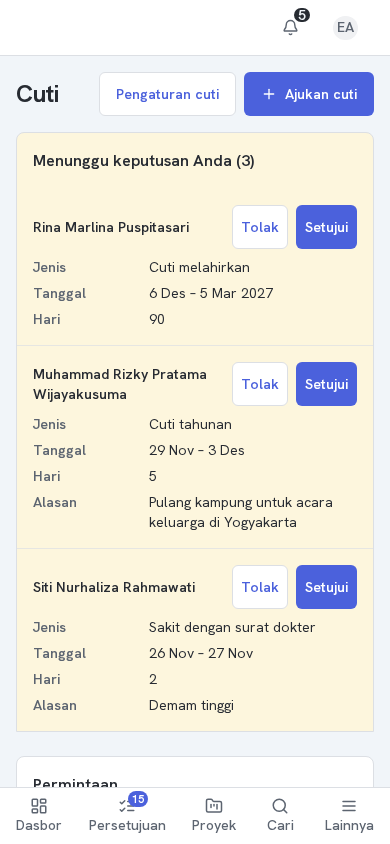 5
EA
Cuti
Pengaturan cuti
+ Ajukan cuti
Menunggu keputusan Anda (3)
Rina Marlina Puspitasari
Tolak
Setujui
Jenis Cuti melahirkan
Tanggal 6 Des – 5 Mar 2027
Hari 90
Muhammad Rizky Pratama
Wijayakusuma
Tolak
Setujui
Jenis Cuti tahunan
Tanggal 29 Nov – 3 Des
Hari 5
Alasan Pulang kampung untuk acara
keluarga di Yogyakarta
Siti Nurhaliza Rahmawati
Tolak
Setujui
Jenis Sakit dengan surat dokter
Tanggal 26 Nov – 27 Nov
Hari 2
Alasan Demam tinggi
Permintaan
15
Dasbor
Persetujuan
Proyek
Cari
Lainnya